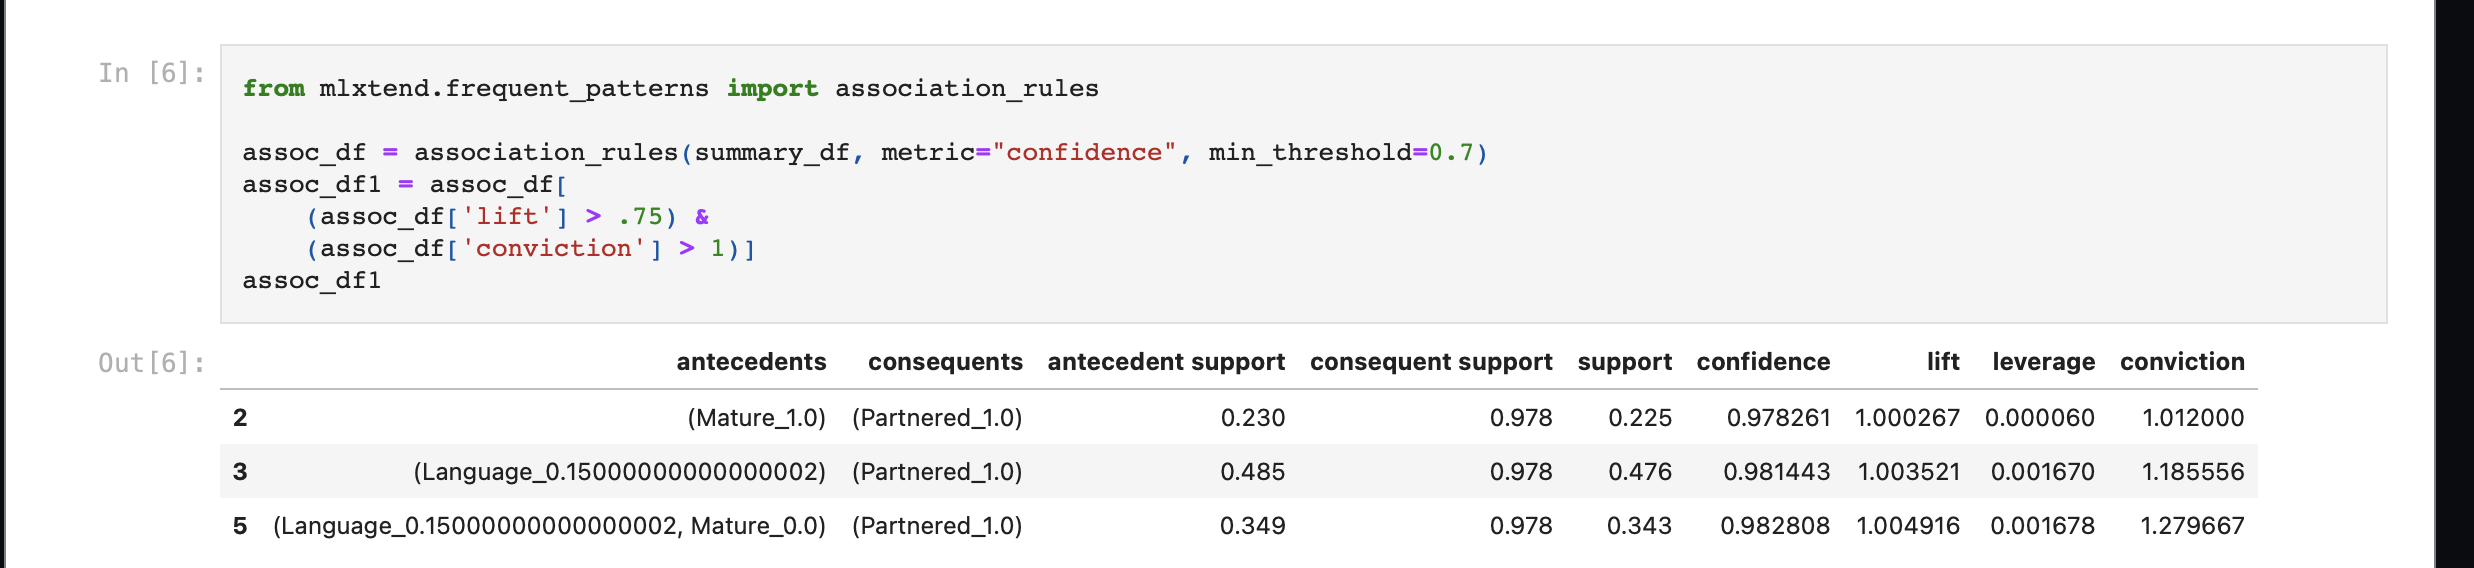 In [6]:
from mlxtend.frequent_patterns import association_rules
assoc_df = association_rules(summary_df, metric="confidence", min_threshold=0.7)
assoc_df1 = assoc_df[
(assoc_df['lift'] > .75) &
(assoc_df['conviction'] > 1)]
assoc_df1
Out[6]:
antecedents consequents antecedent support consequent support support confidence lift leverage conviction
2 (Mature_1.0) (Partnered_1.0) 0.230 0.978 0.225 0.978261 1.000267 0.000060 1.012000
3 (Language_0.15000000000000002) (Partnered_1.0) 0.485 0.978 0.476 0.981443 1.003521 0.001670 1.185556
5 (Language_0.15000000000000002, Mature_0.0) (Partnered_1.0) 0.349 0.978 0.343 0.982808 1.004916 0.001678 1.279667